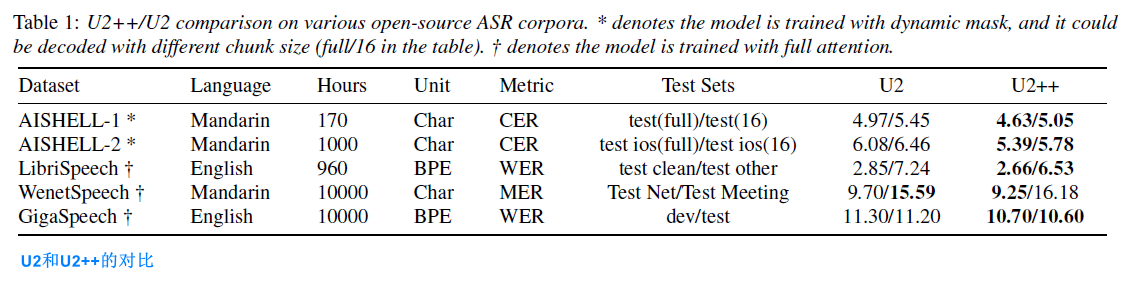 Table 1: U2++/U2 comparison on various open-source ASR corpora. * denotes the model is trained with dynamic mask, and it could
be decoded with different chunk size (full/16 in the table). † denotes the model is trained with full attention.
Dataset Language Hours Unit Metric Test Sets U2 U2++
AISHELL-1 * Mandarin 170 Char CER test(full)/test(16) 4.97/5.45 4.63/5.05
AISHELL-2 * Mandarin 1000 Char CER test ios(full)/test ios(16) 6.08/6.46 5.39/5.78
LibriSpeech † English 960 BPE WER test clean/test other 2.85/7.24 2.66/6.53
WenetSpeech † Mandarin 10000 Char MER Test Net/Test Meeting 9.70/15.59 9.25/16.18
GigaSpeech † English 10000 BPE WER dev/test 11.30/11.20 10.70/10.60
U2和U2++的对比